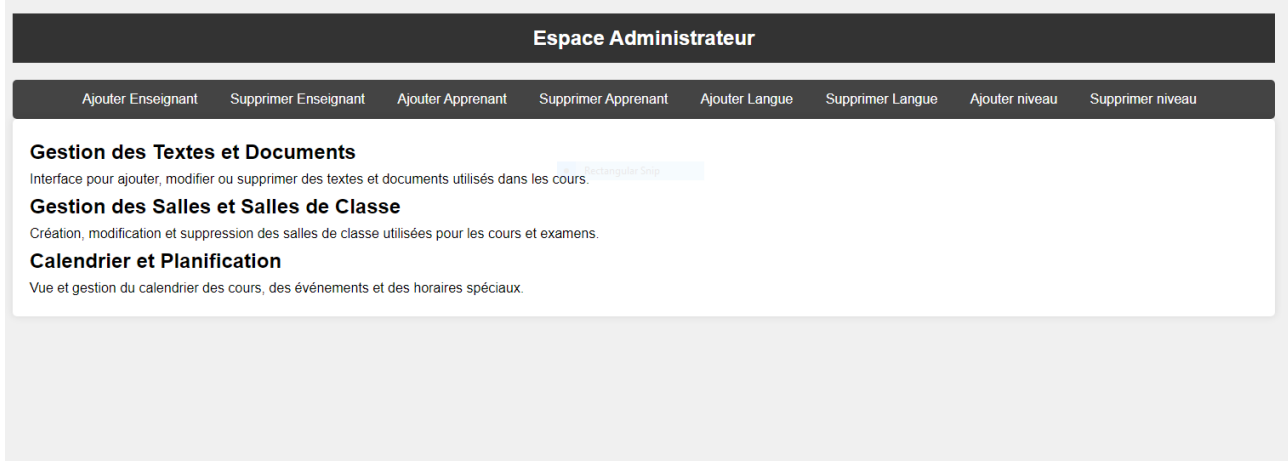 Espace Administrateur
Ajouter Enseignant Supprimer Enseignant Ajouter Apprenant Supprimer Apprenant Ajouter Langue Supprimer Langue Ajouter niveau Supprimer niveau
Gestion des Textes et Documents
Rectangular Snip
Interface pour ajouter, modifier ou supprimer des textes et documents utilisés dans les cours.
Gestion des Salles et Salles de Classe
Création, modification et suppression des salles de classe utilisées pour les cours et examens.
Calendrier et Planification
Vue et gestion du calendrier des cours, des événements et des horaires spéciaux.